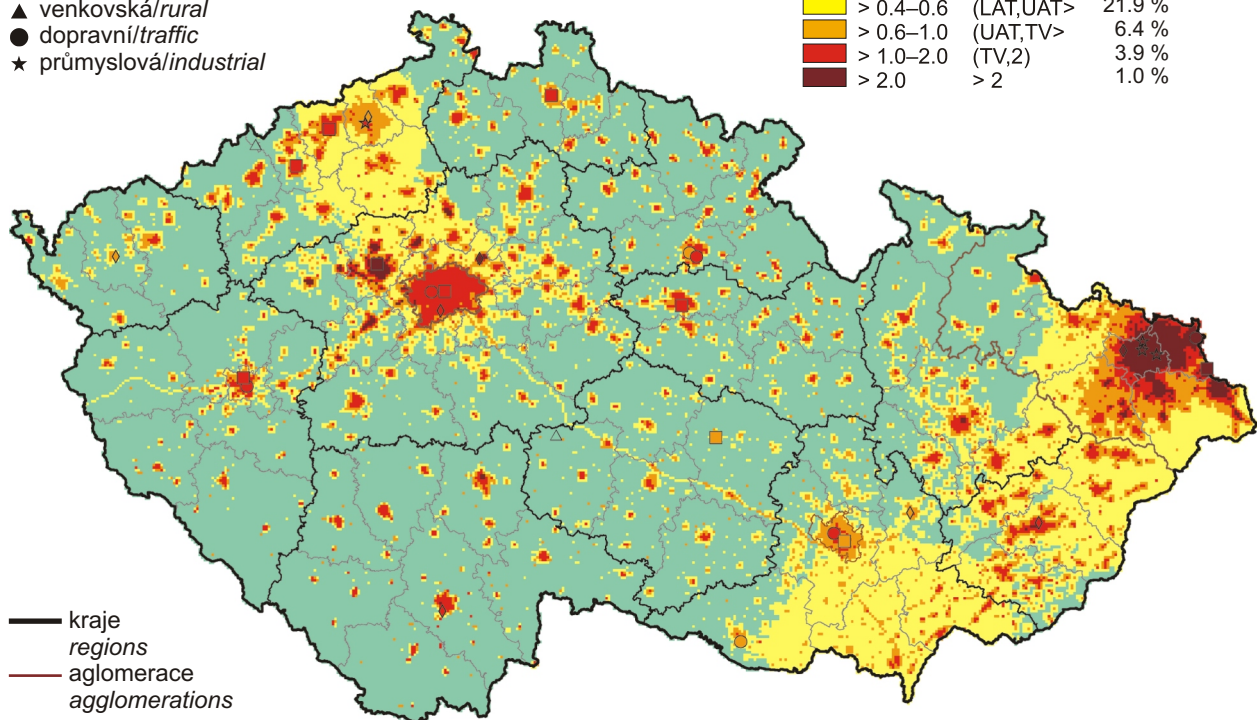 ▲ venkovská/rural
● dopravní/traffic
★ průmyslová/industrial
> 0.4–0.6 (LAT,UAT> 21.9 %
> 0.6–1.0 (UAT,TV> 6.4 %
> 1.0–2.0 (TV,2) 3.9 %
> 2.0 > 2 1.0 %
kraje
regions
aglomerace
agglomerations